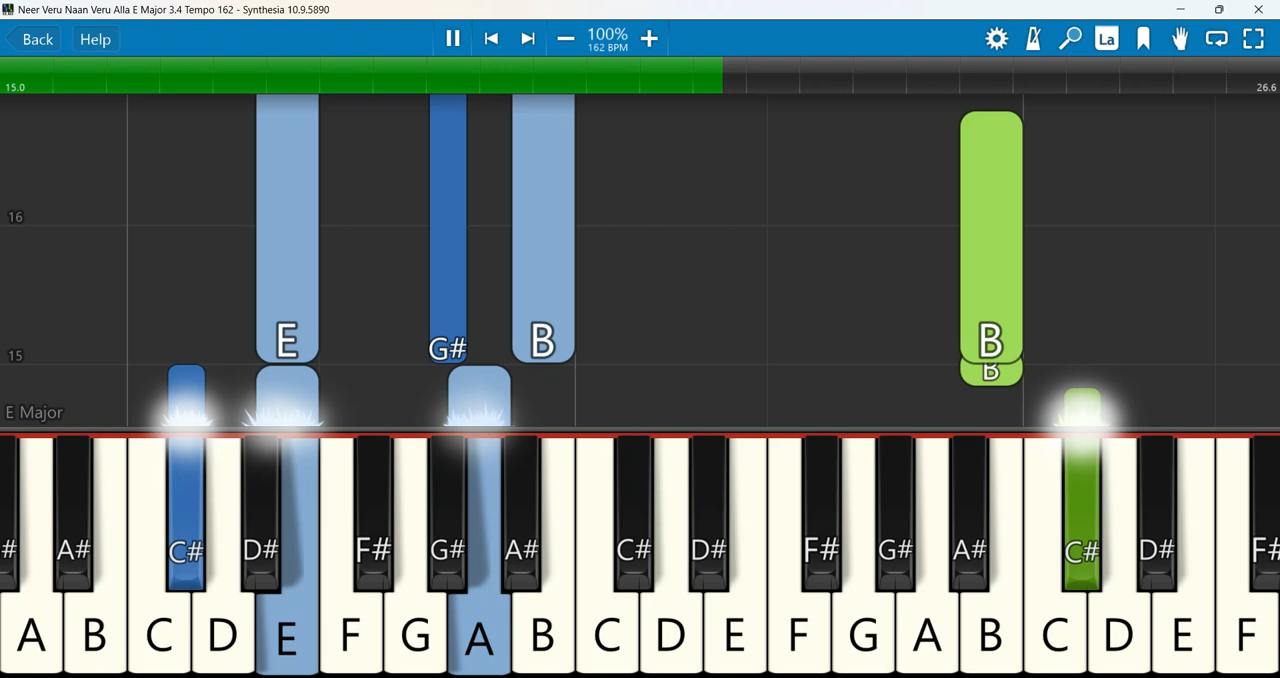 Neer Veru Naan Veru Alla E Major 3.4 Tempo 162 - Synthesia 10.9.5890
Back Help 100% La
162 BPM
15.0 26.6
16
E G# B B
15 B
E Major
# A# C# D# F# G# A# C# D# F# G# A# C# D# F#
A B C D E F G A B C D E F G A B C D E F